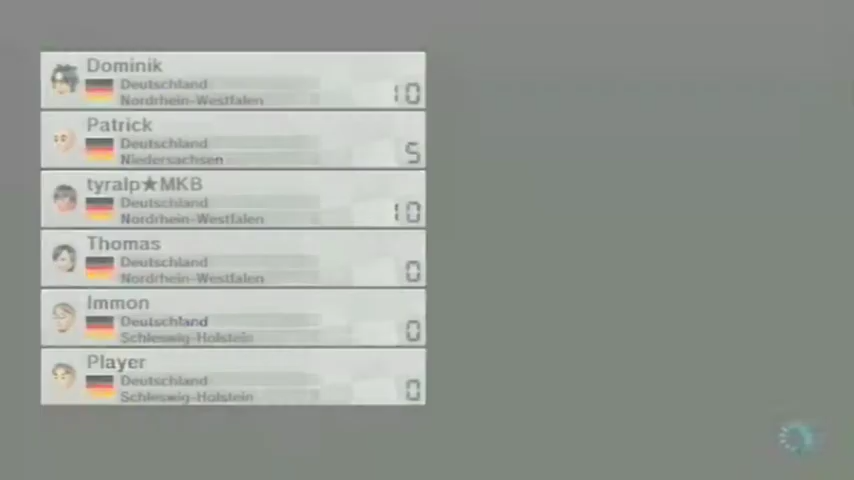 Dominik
Deutschland
Nordrhein-Westfalen
10
Patrick
Deutschland
Niedersachsen
5
tyralp★MKB
Deutschland
Nordrhein-Westfalen
10
Thomas
Deutschland
Nordrhein-Westfalen
0
Immon
Deutschland
Schleswig-Holstein
0
Player
Deutschland
Schleswig-Holstein
0